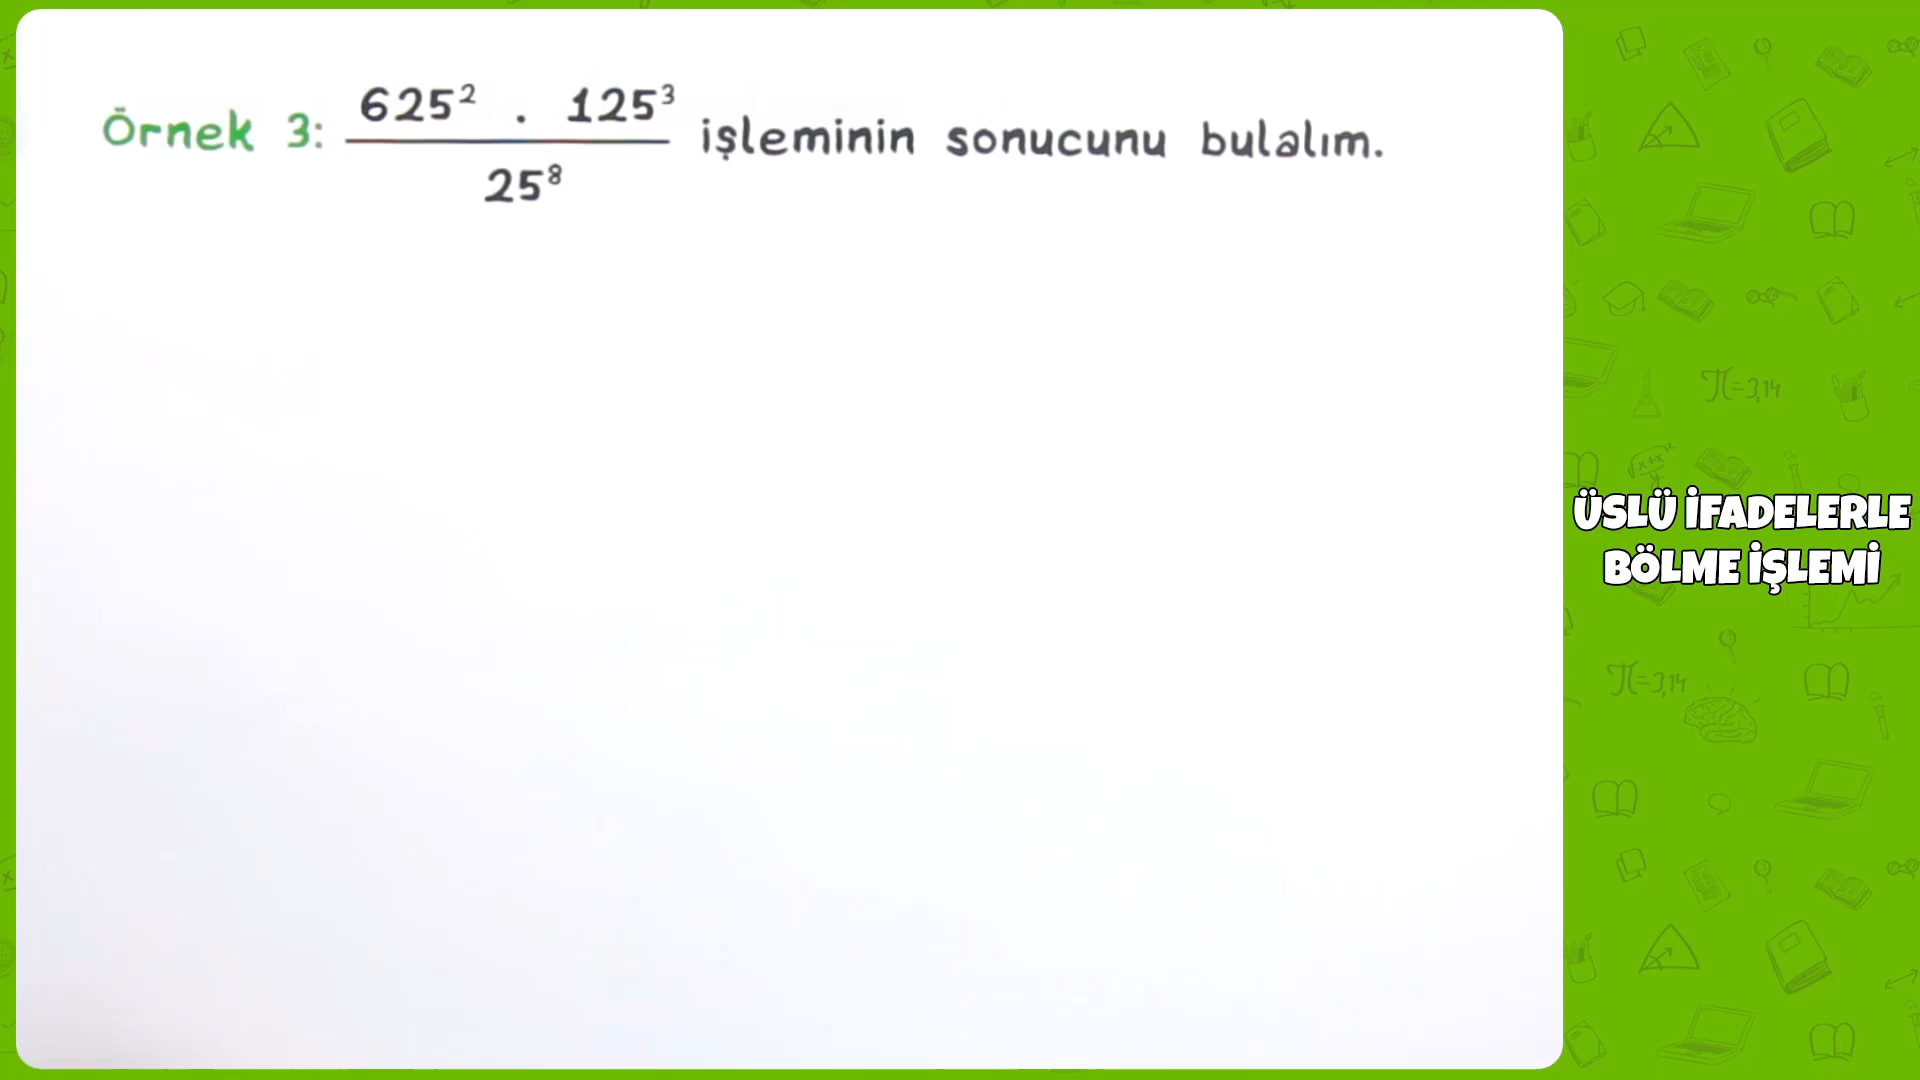 Örnek 3: 625² . 125³ / 25⁸ işleminin sonucunu bulalım.
ÜSLÜ İFADELERLE
BÖLME İŞLEMİ
π=3,14
π=3,14